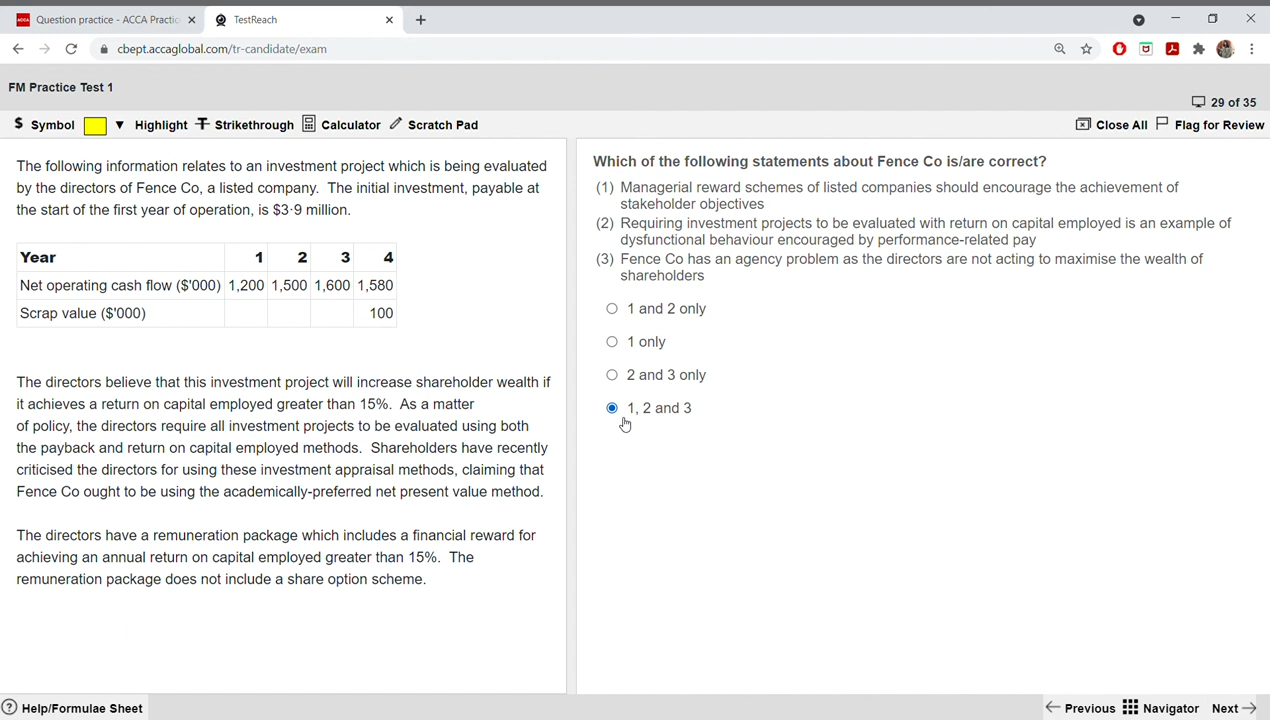 Question practice - ACCA Practic
TestReach
cbept.accaglobal.com/tr-candidate/exam
FM Practice Test 1
29 of 35
$ Symbol ▼ Highlight Strikethrough Calculator Scratch Pad
Close All Flag for Review
The following information relates to an investment project which is being evaluated
by the directors of Fence Co, a listed company. The initial investment, payable at
the start of the first year of operation, is $3·9 million.
Year 1 2 3 4
Net operating cash flow ($'000) 1,200 1,500 1,600 1,580
Scrap value ($'000) 100
The directors believe that this investment project will increase shareholder wealth if
it achieves a return on capital employed greater than 15%. As a matter
of policy, the directors require all investment projects to be evaluated using both
the payback and return on capital employed methods. Shareholders have recently
criticised the directors for using these investment appraisal methods, claiming that
Fence Co ought to be using the academically-preferred net present value method.
The directors have a remuneration package which includes a financial reward for
achieving an annual return on capital employed greater than 15%. The
remuneration package does not include a share option scheme.
Which of the following statements about Fence Co is/are correct?
(1) Managerial reward schemes of listed companies should encourage the achievement of
stakeholder objectives
(2) Requiring investment projects to be evaluated with return on capital employed is an example of
dysfunctional behaviour encouraged by performance-related pay
(3) Fence Co has an agency problem as the directors are not acting to maximise the wealth of
shareholders
1 and 2 only
1 only
2 and 3 only
1, 2 and 3
Help/Formulae Sheet
Previous Navigator Next